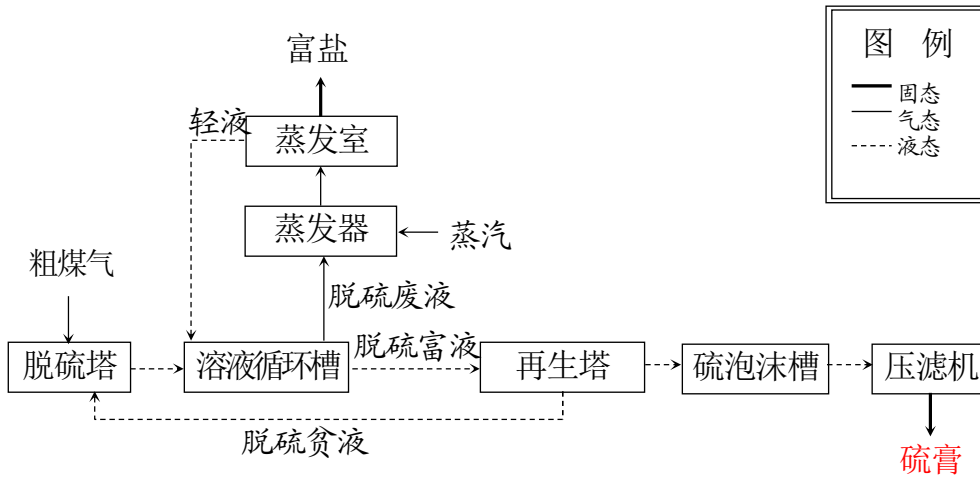 富盐
图 例
固态
气态
液态
轻液
蒸发室
蒸发器
蒸汽
粗煤气
脱硫废液
脱硫塔
溶液循环槽
脱硫富液
再生塔
硫泡沫槽
压滤机
脱硫贫液
硫膏